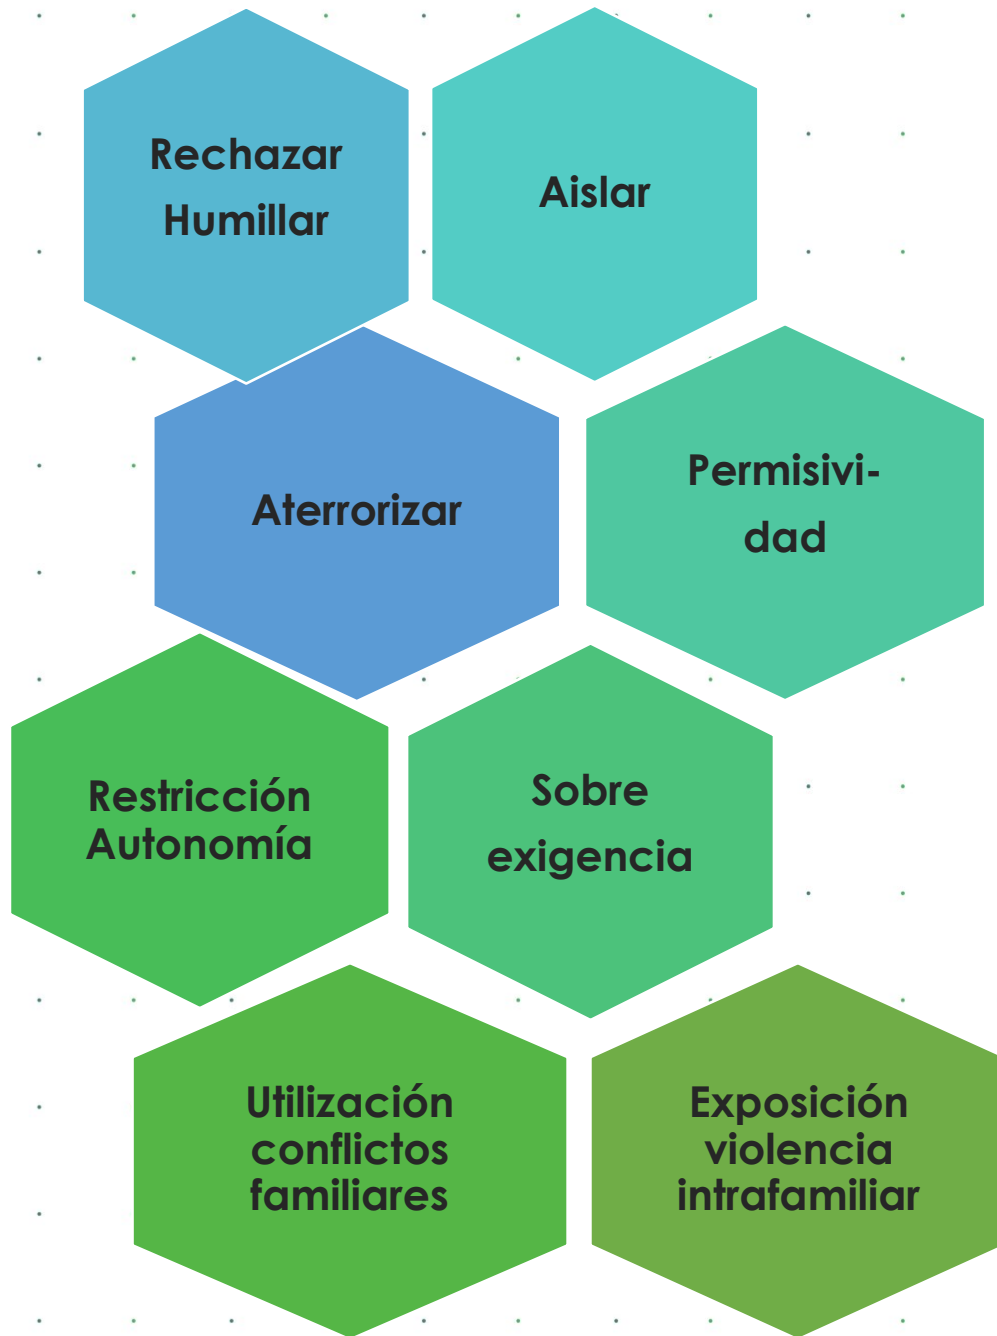 Rechazar
Humillar
Aislar
Aterrorizar
Permisivi-
dad
Restricción
Autonomía
Sobre
exigencia
Utilización
conflictos
familiares
Exposición
violencia
intrafamiliar